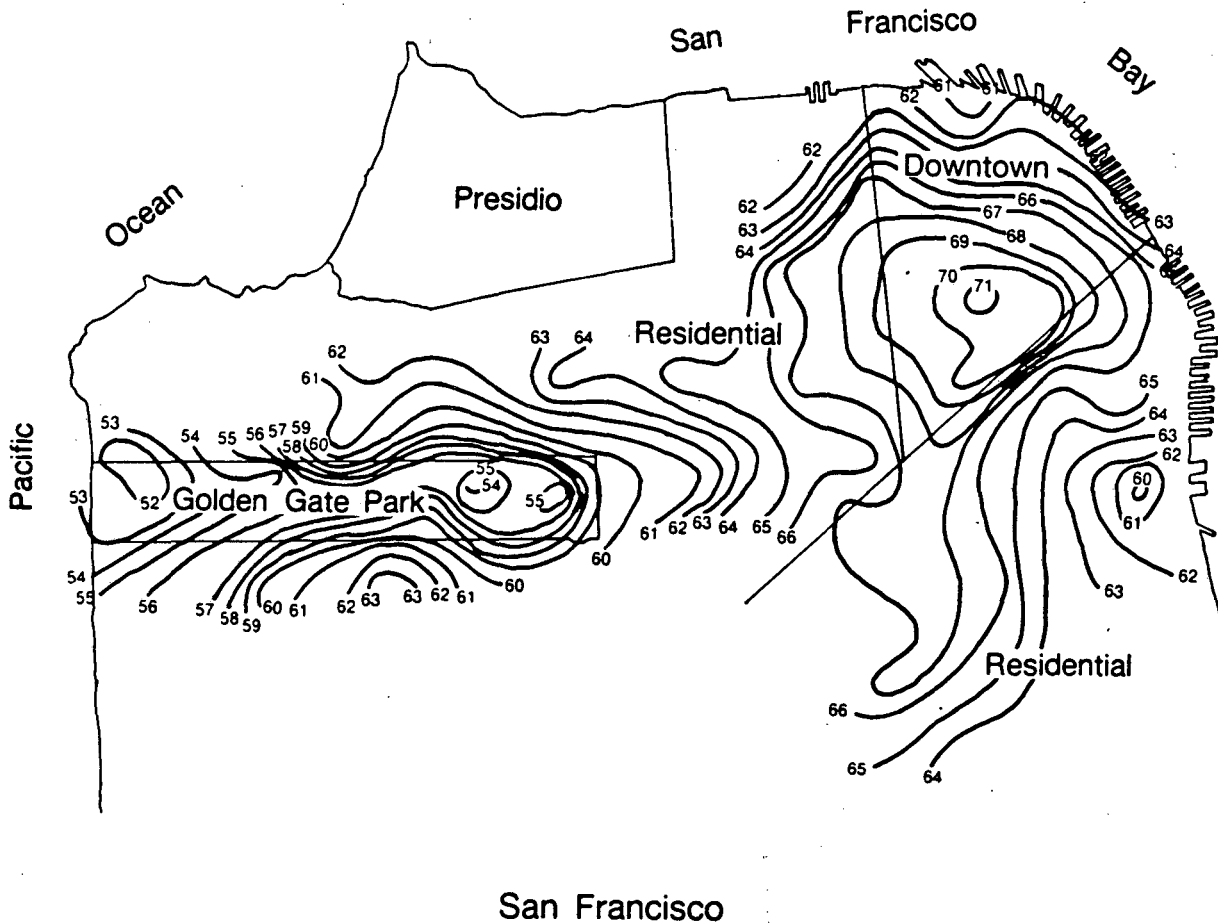 San Francisco Bay
Ocean
Presidio
Downtown
Residential
Pacific
Golden Gate Park
Residential
San Francisco
62 61 61
62 63 64
62
66 67 68 69 70 71
63 64
62 61
63 64
65 64 63 62 60 61 62 63
53 54 55 56 57 58 59 60
52 53
55 54 55
54 55 56 57 58 59 60 61 62 63 63 62 61 60
60 61 62 63 64 65 66
66 65 64